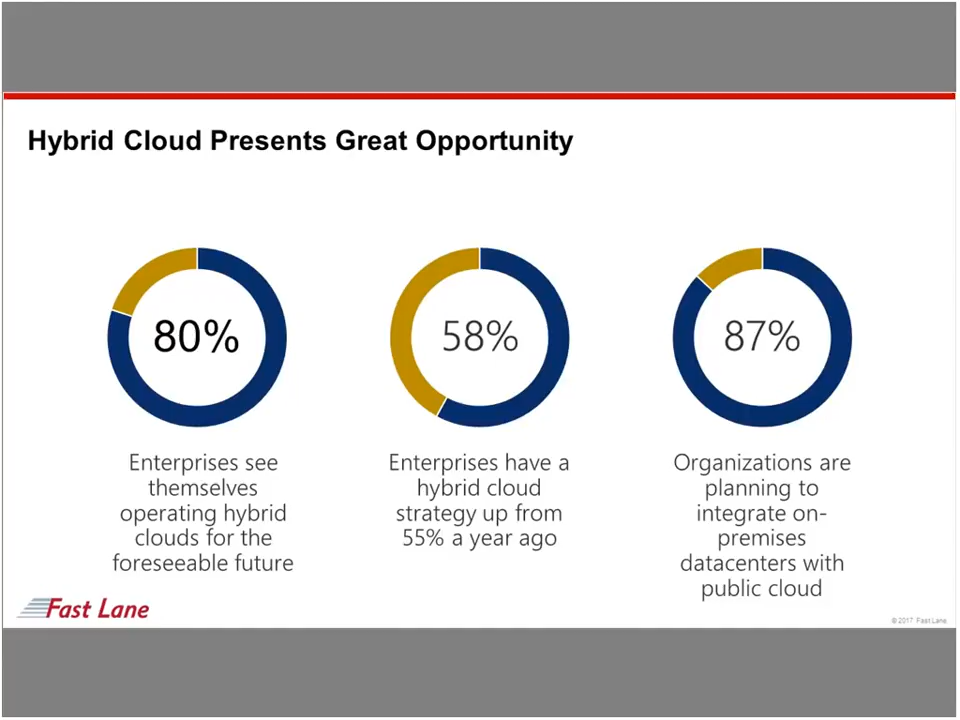 Hybrid Cloud Presents Great Opportunity
80%
58%
87%
Enterprises see
themselves
operating hybrid
clouds for the
foreseeable future
Enterprises have a
hybrid cloud
strategy up from
55% a year ago
Organizations are
planning to
integrate on-
premises
datacenters with
public cloud
Fast Lane
© 2017 Fast Lane